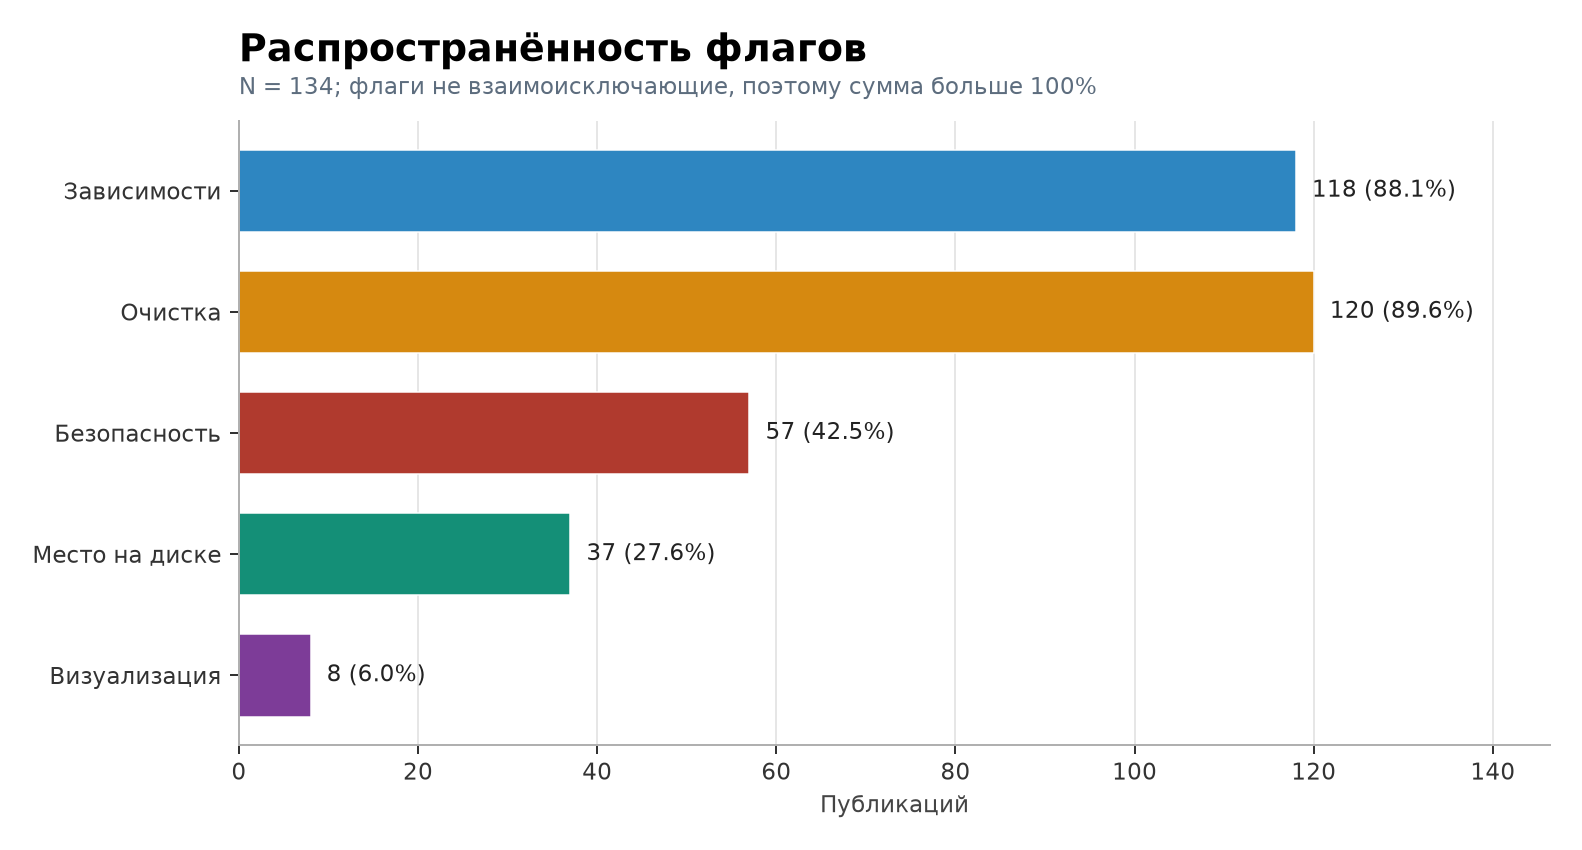 Распространённость флагов
N = 134; флаги не взаимоисключающие, поэтому сумма больше 100%
Зависимости 118 (88.1%)
Очистка 120 (89.6%)
Безопасность 57 (42.5%)
Место на диске 37 (27.6%)
Визуализация 8 (6.0%)
0 20 40 60 80 100 120 140
Публикаций